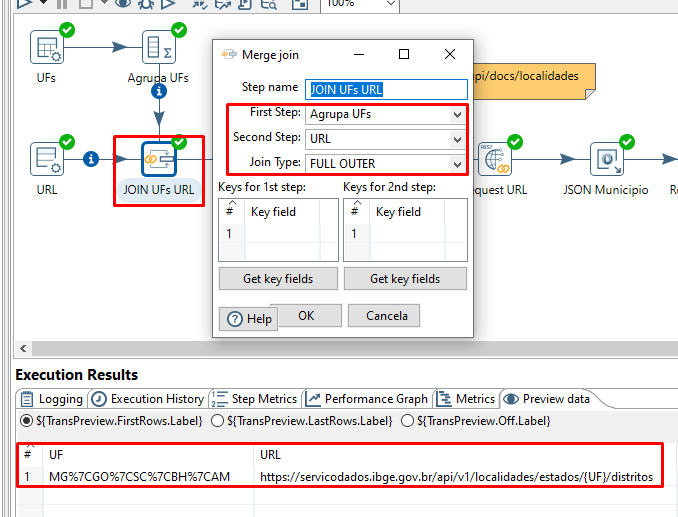 100%
UFs
Agrupa UFs
api/docs/localidades
URL
JOIN UFs URL
REST
equest URL
JSON Municipio
Re
Merge join
Step name
JOIN UFs URL
First Step:
Agrupa UFs
Second Step:
URL
Join Type:
FULL OUTER
Keys for 1st step:
Keys for 2nd step:
# Key field
# Key field
1
1
Get key fields
Get key fields
Help
OK
Cancela
Execution Results
Logging
Execution History
Step Metrics
Performance Graph
Metrics
Preview data
${TransPreview.FirstRows.Label}
${TransPreview.LastRows.Label}
${TransPreview.Off.Label}
# UF URL
1 MG%7CGO%7CSC%7CBH%7CAM https://servicodados.ibge.gov.br/api/v1/localidades/estados/{UF}/distritos